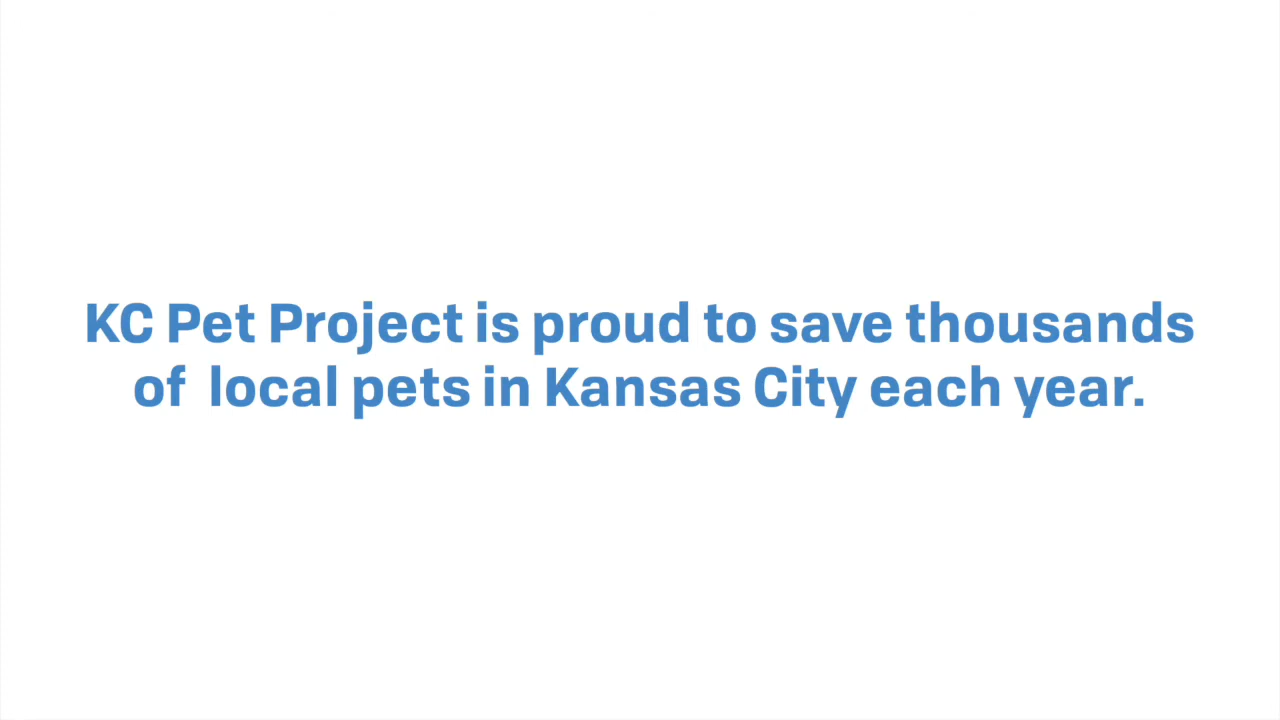 KC Pet Project is proud to save thousands
of  local pets in Kansas City each year.